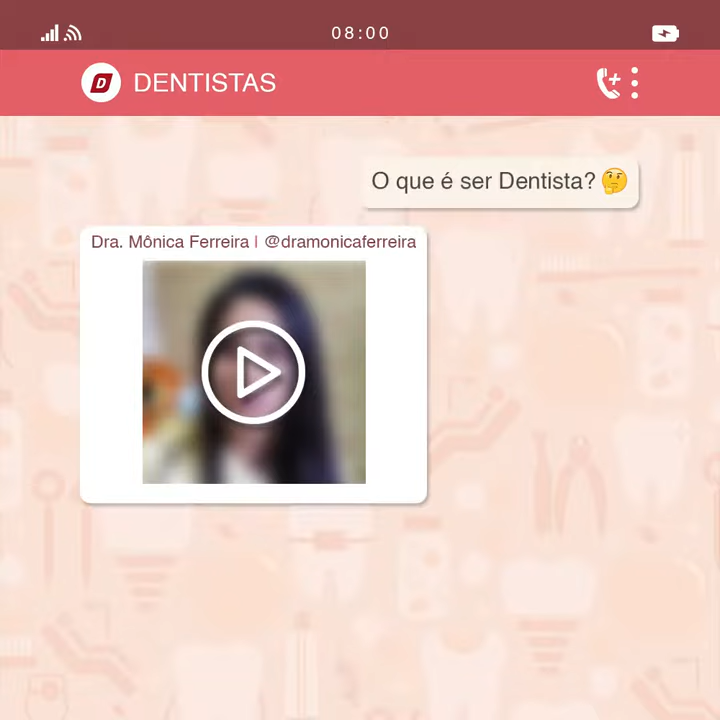 08:00
D DENTISTAS
O que é ser Dentista? 🤔
Dra. Mônica Ferreira | @dramonicaferreira